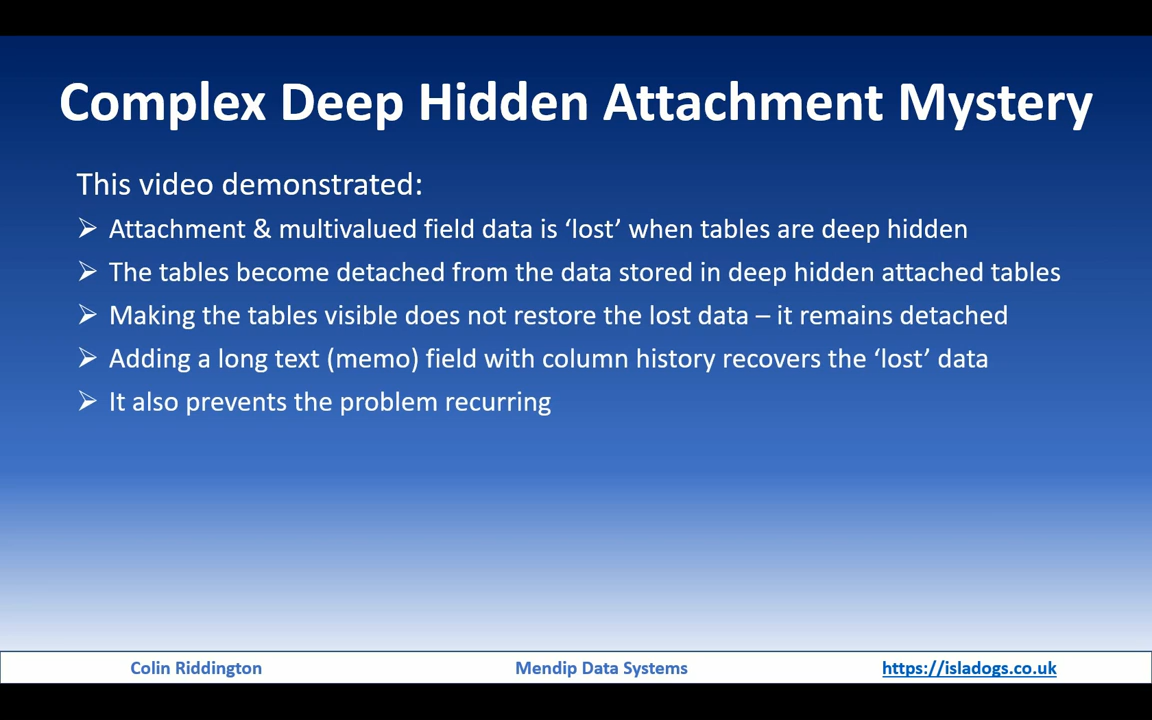 Complex Deep Hidden Attachment Mystery
This video demonstrated:
➢ Attachment & multivalued field data is ‘lost’ when tables are deep hidden
➢ The tables become detached from the data stored in deep hidden attached tables
➢ Making the tables visible does not restore the lost data – it remains detached
➢ Adding a long text (memo) field with column history recovers the ‘lost’ data
➢ It also prevents the problem recurring
Colin Riddington
Mendip Data Systems
https://isladogs.co.uk